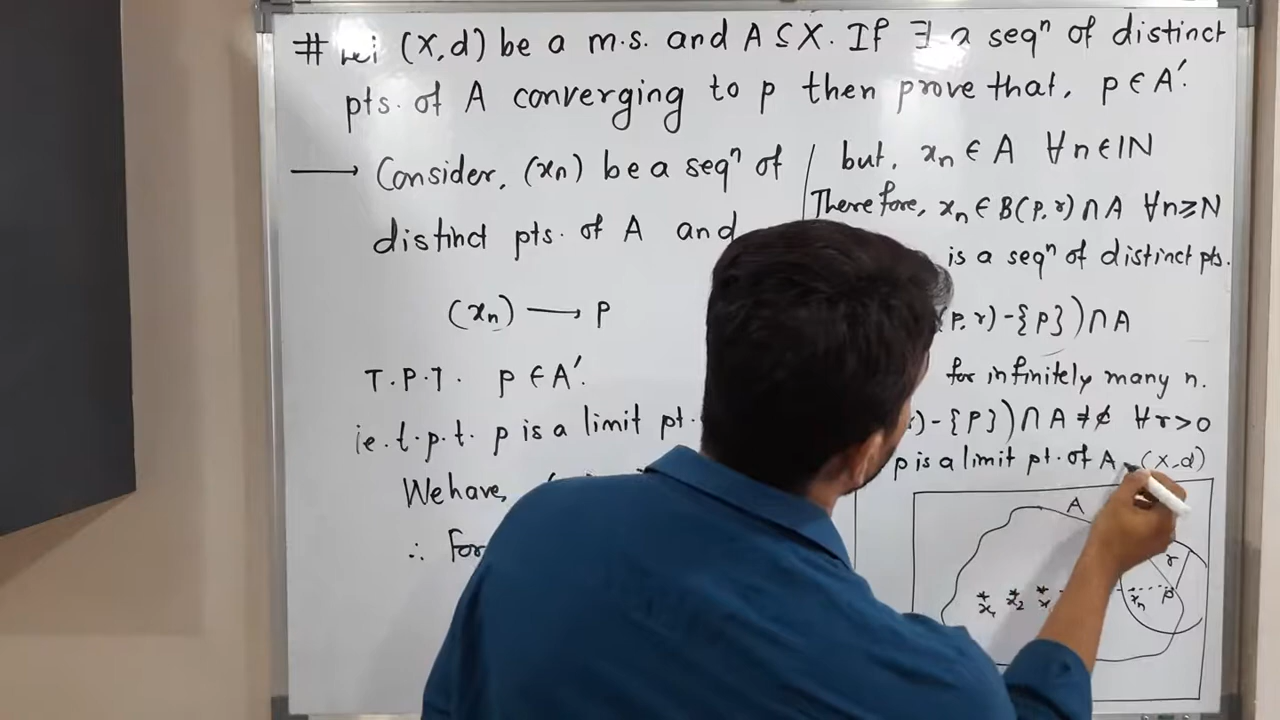 # Let (X,d) be a m.s. and A ⊆ X. If ∃ a seqⁿ of distinct
pts. of A converging to p then prove that, p ∈ A′.
⟶ Consider, (xₙ) be a seqⁿ of
distinct pts. of A and
(xₙ) ⟶ p
T.P.T. p ∈ A′.
ie. t.p.t. p is a limit pt.
We have,
∴ For
but, xₙ ∈ A ∀n∈ℕ
Therefore, xₙ ∈ B(p,r) ∩ A ∀n≥N
is a seqⁿ of distinct pts.
p,r)-{p})∩A
for infinitely many n.
)-{p})∩A ≠ ∅ ∀r>0
p is a limit pt. of A
(X,d)
A
r
x₁ x₂ x
xₙ p